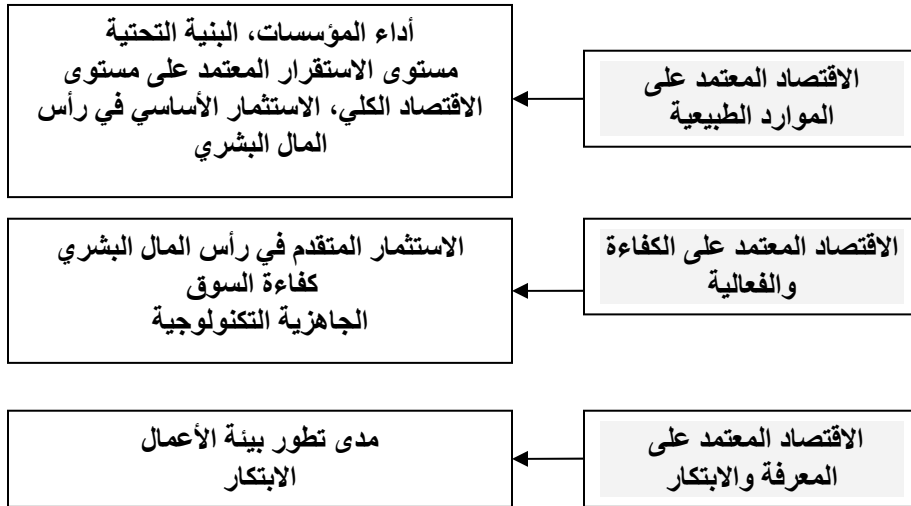 الاقتصاد المعتمد على
الموارد الطبيعية
أداء المؤسسات، البنية التحتية
مستوى الاستقرار المعتمد على مستوى
الاقتصاد الكلي، الاستثمار الأساسي في رأس
المال البشري
الاقتصاد المعتمد على الكفاءة
والفعالية
الاستثمار المتقدم في رأس المال البشري
كفاءة السوق
الجاهزية التكنولوجية
الاقتصاد المعتمد على
المعرفة والابتكار
مدى تطور بيئة الأعمال
الابتكار